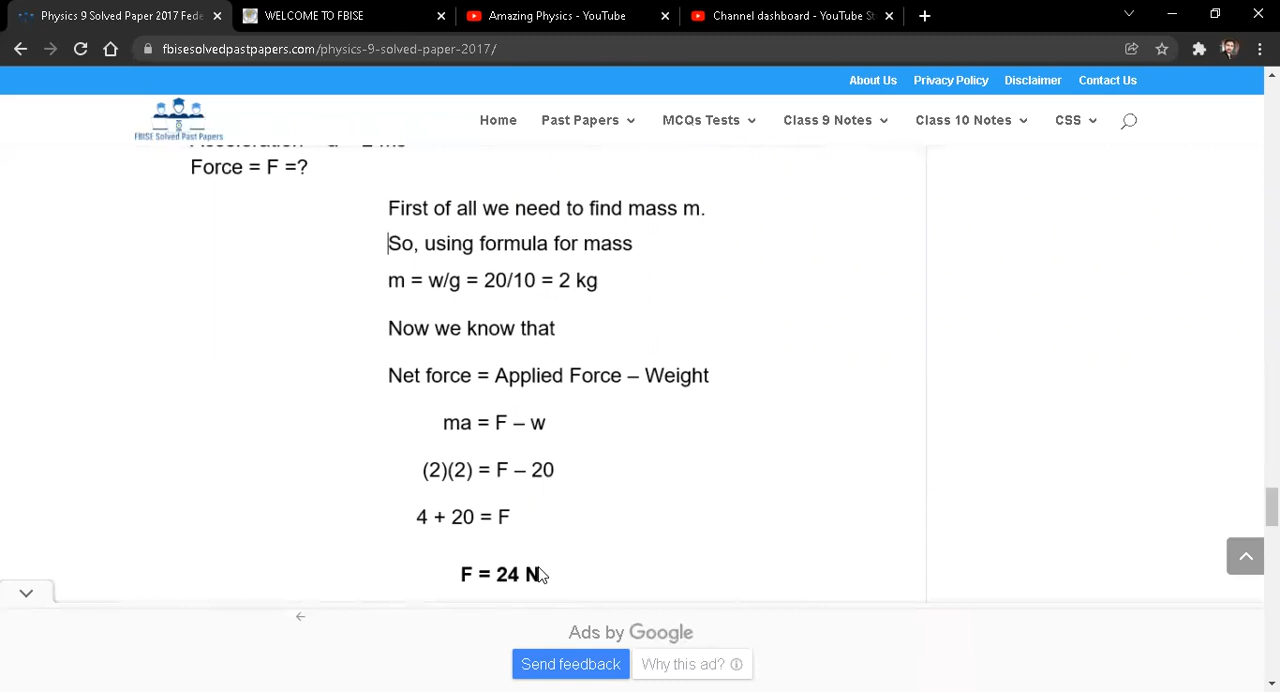 Physics 9 Solved Paper 2017 Fede
WELCOME TO FBISE
Amazing Physics - YouTube
Channel dashboard - YouTube St
fbisesolvedpastpapers.com/physics-9-solved-paper-2017/
About Us Privacy Policy Disclaimer Contact Us
FBISE Solved Past Papers
Home Past Papers MCQs Tests Class 9 Notes Class 10 Notes CSS
Force = F =?
First of all we need to find mass m.
So, using formula for mass
m = w/g = 20/10 = 2 kg
Now we know that
Net force = Applied Force – Weight
ma = F – w
(2)(2) = F – 20
4 + 20 = F
F = 24 N
Ads by Google
Send feedback Why this ad?